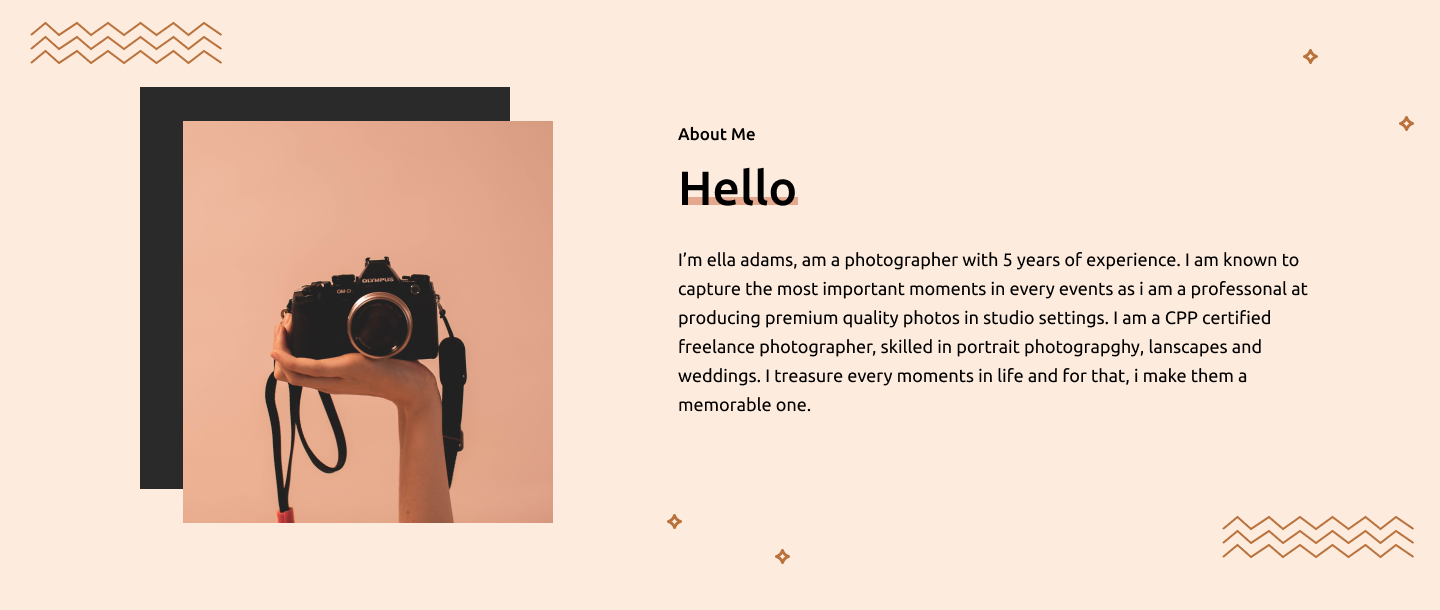 OLYMPUS
OM-D
About Me
Hello
I’m ella adams, am a photographer with 5 years of experience. I am known to
capture the most important moments in every events as i am a professonal at
producing premium quality photos in studio settings. I am a CPP certified
freelance photographer, skilled in portrait photograpghy, lanscapes and
weddings. I treasure every moments in life and for that, i make them a
memorable one.